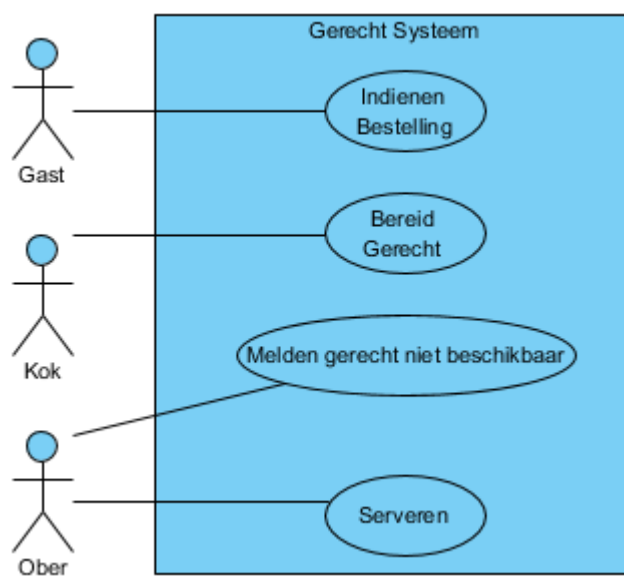 Gerecht Systeem
Indienen
Bestelling
Gast
Bereid
Gerecht
Kok
Melden gerecht niet beschikbaar
Serveren
Ober